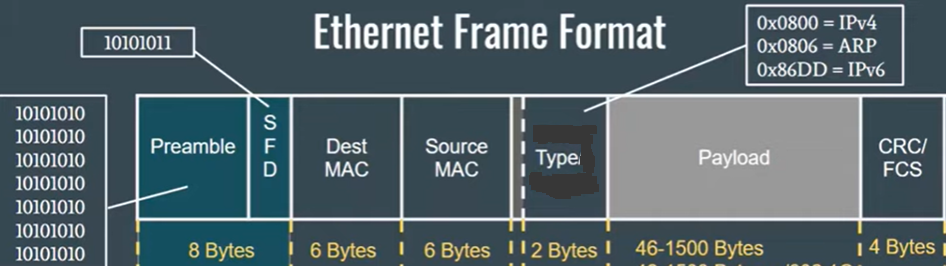 Ethernet Frame Format
10101011
0x0800 = IPv4
0x0806 = ARP
0x86DD = IPv6
10101010
10101010
10101010
10101010
10101010
10101010
10101010
Preamble
S
F
D
Dest
MAC
Source
MAC
Type
Payload
CRC/
FCS
8 Bytes
6 Bytes
6 Bytes
2 Bytes
46-1500 Bytes
4 Bytes